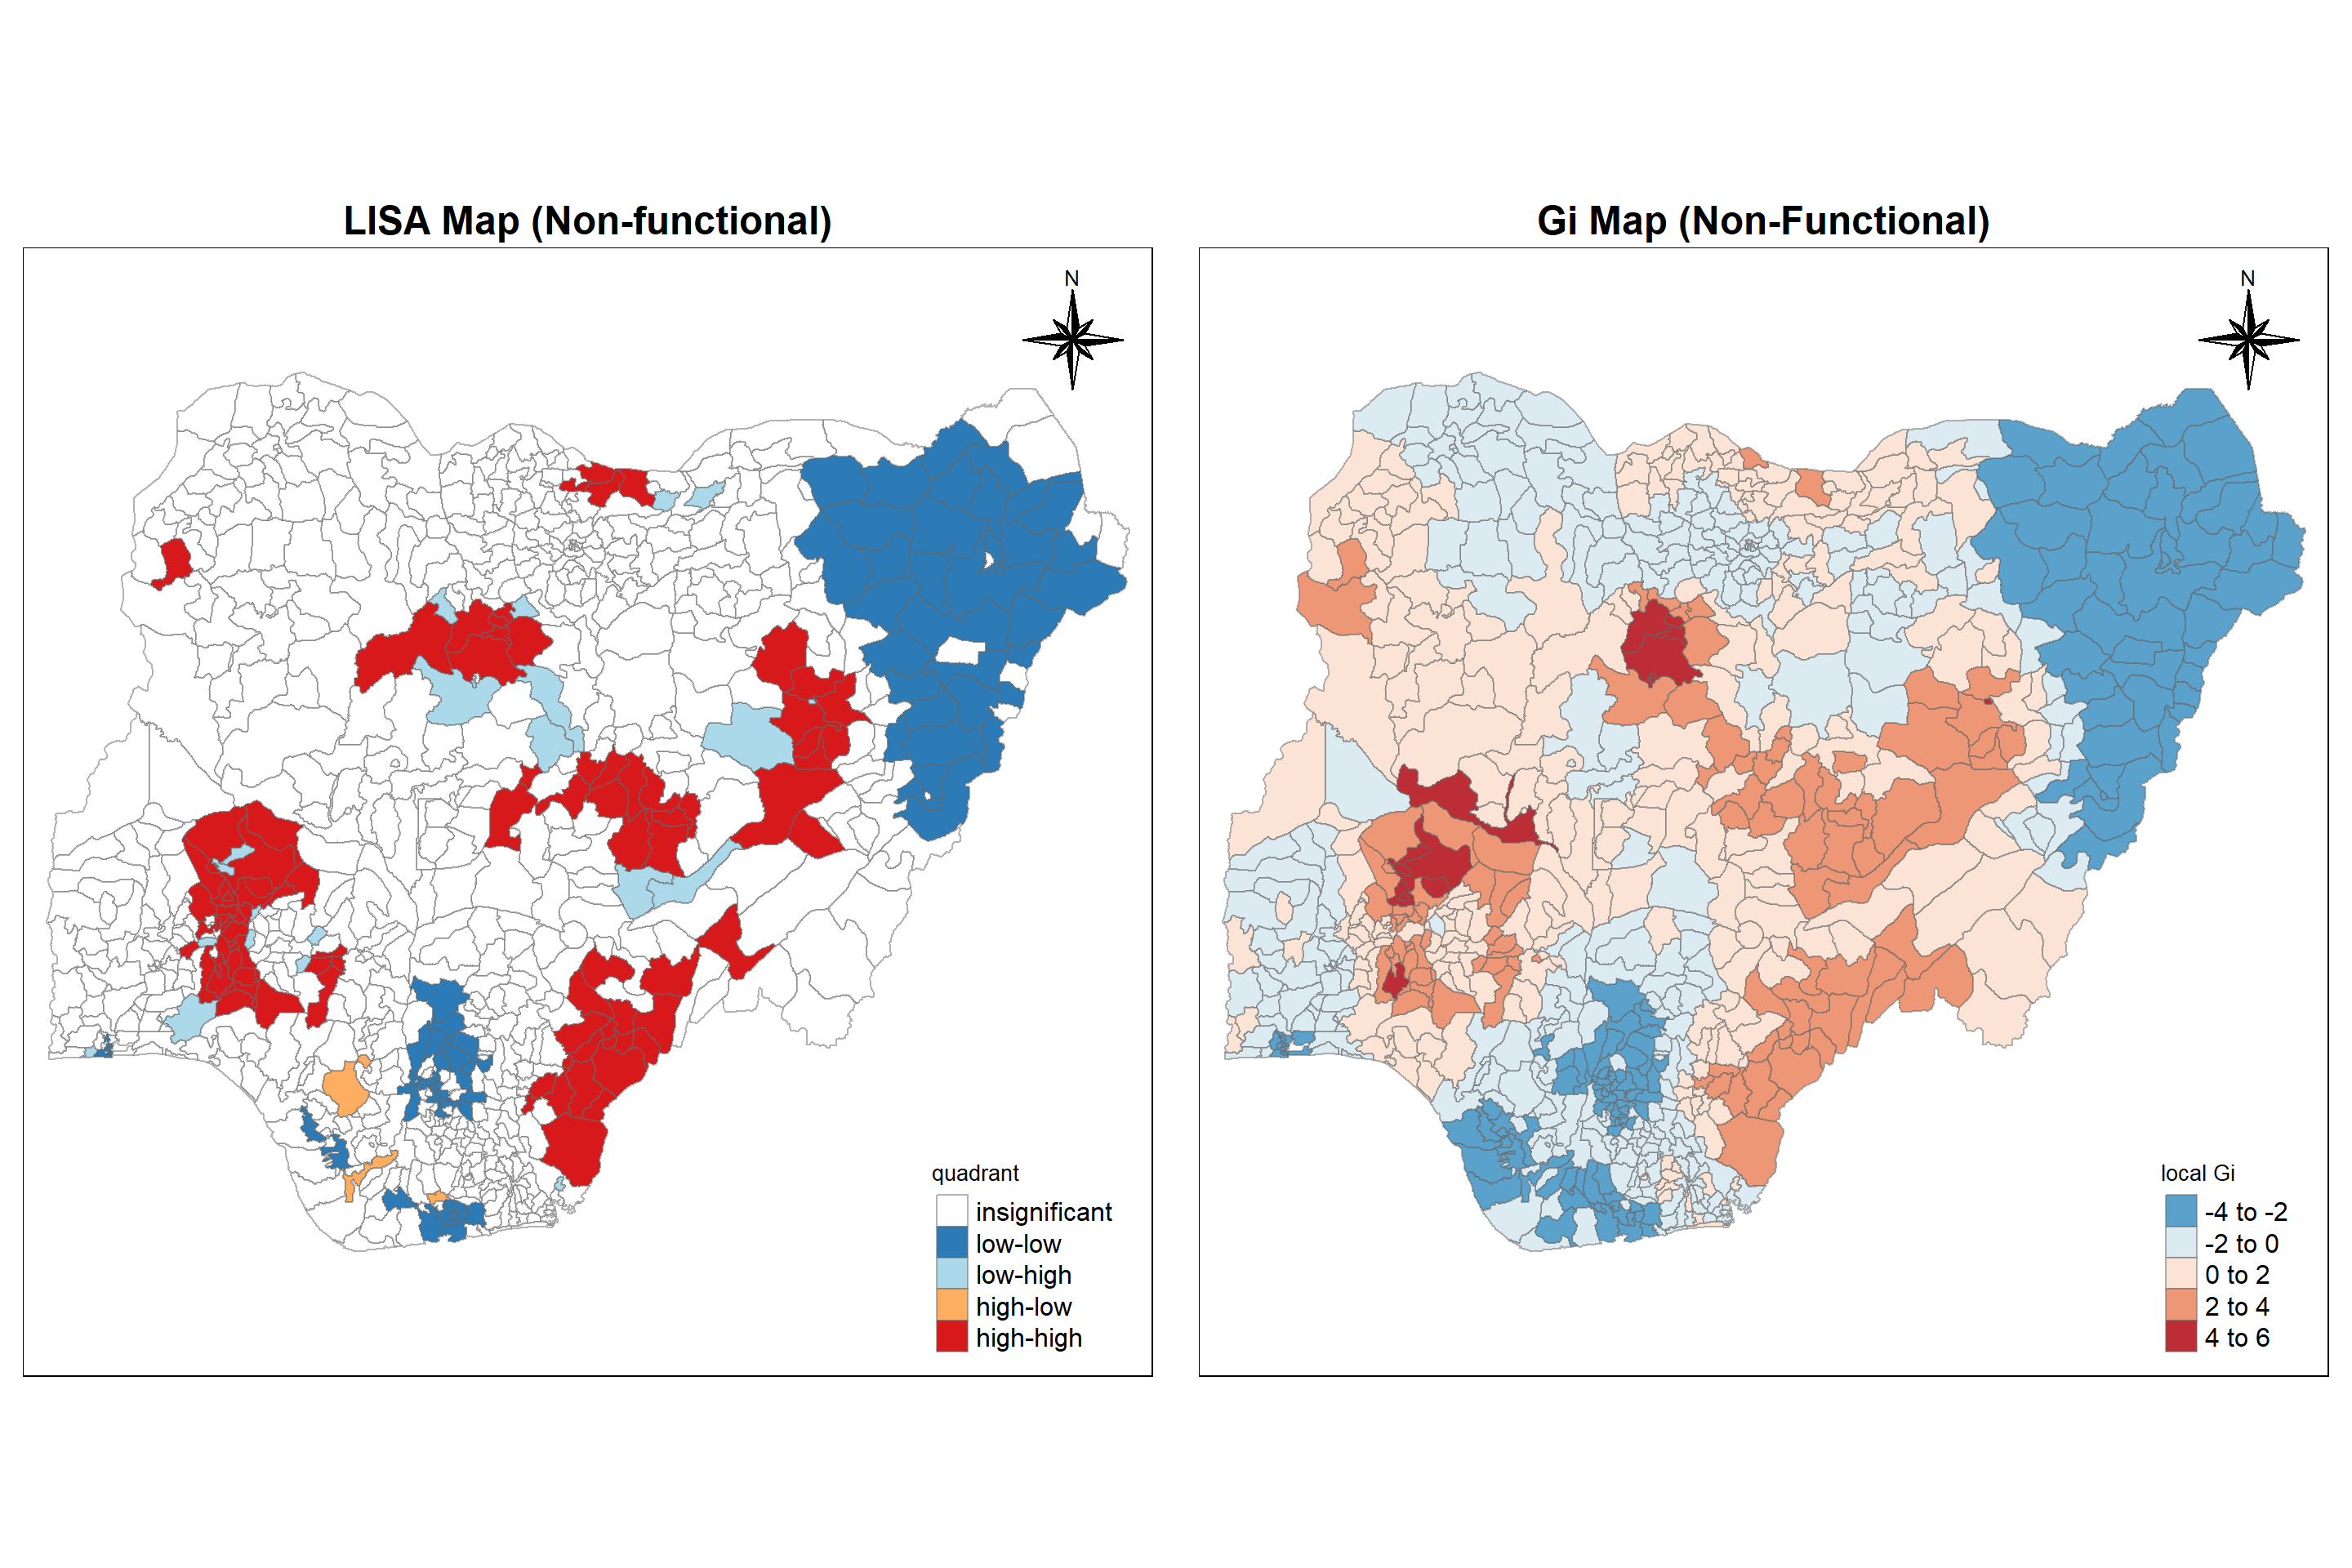 LISA Map (Non-functional)
N
quadrant
insignificant
low-low
low-high
high-low
high-high
Gi Map (Non-Functional)
N
local Gi
-4 to -2
-2 to 0
0 to 2
2 to 4
4 to 6